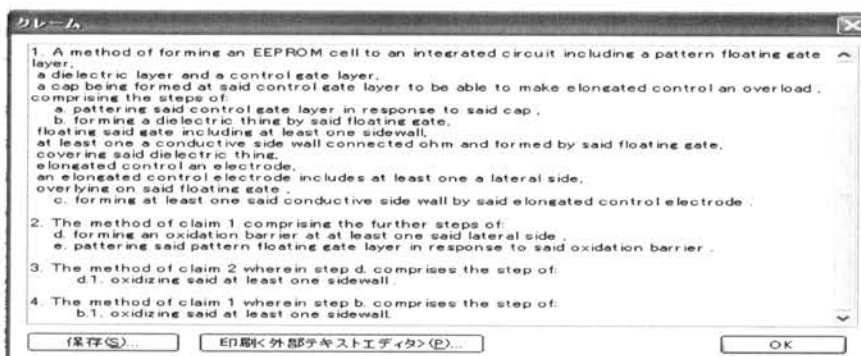 クレーム
1. A method of forming an EEPROM cell to an integrated circuit including a pattern floating gate
layer,
a dielectric layer and a control gate layer,
a cap being formed at said control gate layer to be able to make elongated control an overload ,
comprising the steps of:
a. pattering said control gate layer in response to said cap ,
b. forming a dielectric thing by said floating gate,
floating said gate including at least one sidewall,
at least one a conductive side wall connected ohm and formed by said floating gate,
covering said dielectric thing,
elongated control an electrode,
an elongated control electrode includes at least one a lateral side,
overlying on said floating gate ,
c. forming at least one said conductive side wall by said elongated control electrode .
2. The method of claim 1 comprising the further steps of:
d. forming an oxidation barrier at at least one said lateral side ,
e. pattering said pattern floating gate layer in response to said oxidation barrier .
3. The method of claim 2 wherein step d. comprises the step of:
d.1. oxidizing said at least one sidewall .
4. The method of claim 1 wherein step b. comprises the step of:
b.1. oxidizing said at least one sidewall.
保存(S)... 印刷<外部テキストエディタ>(P)... OK